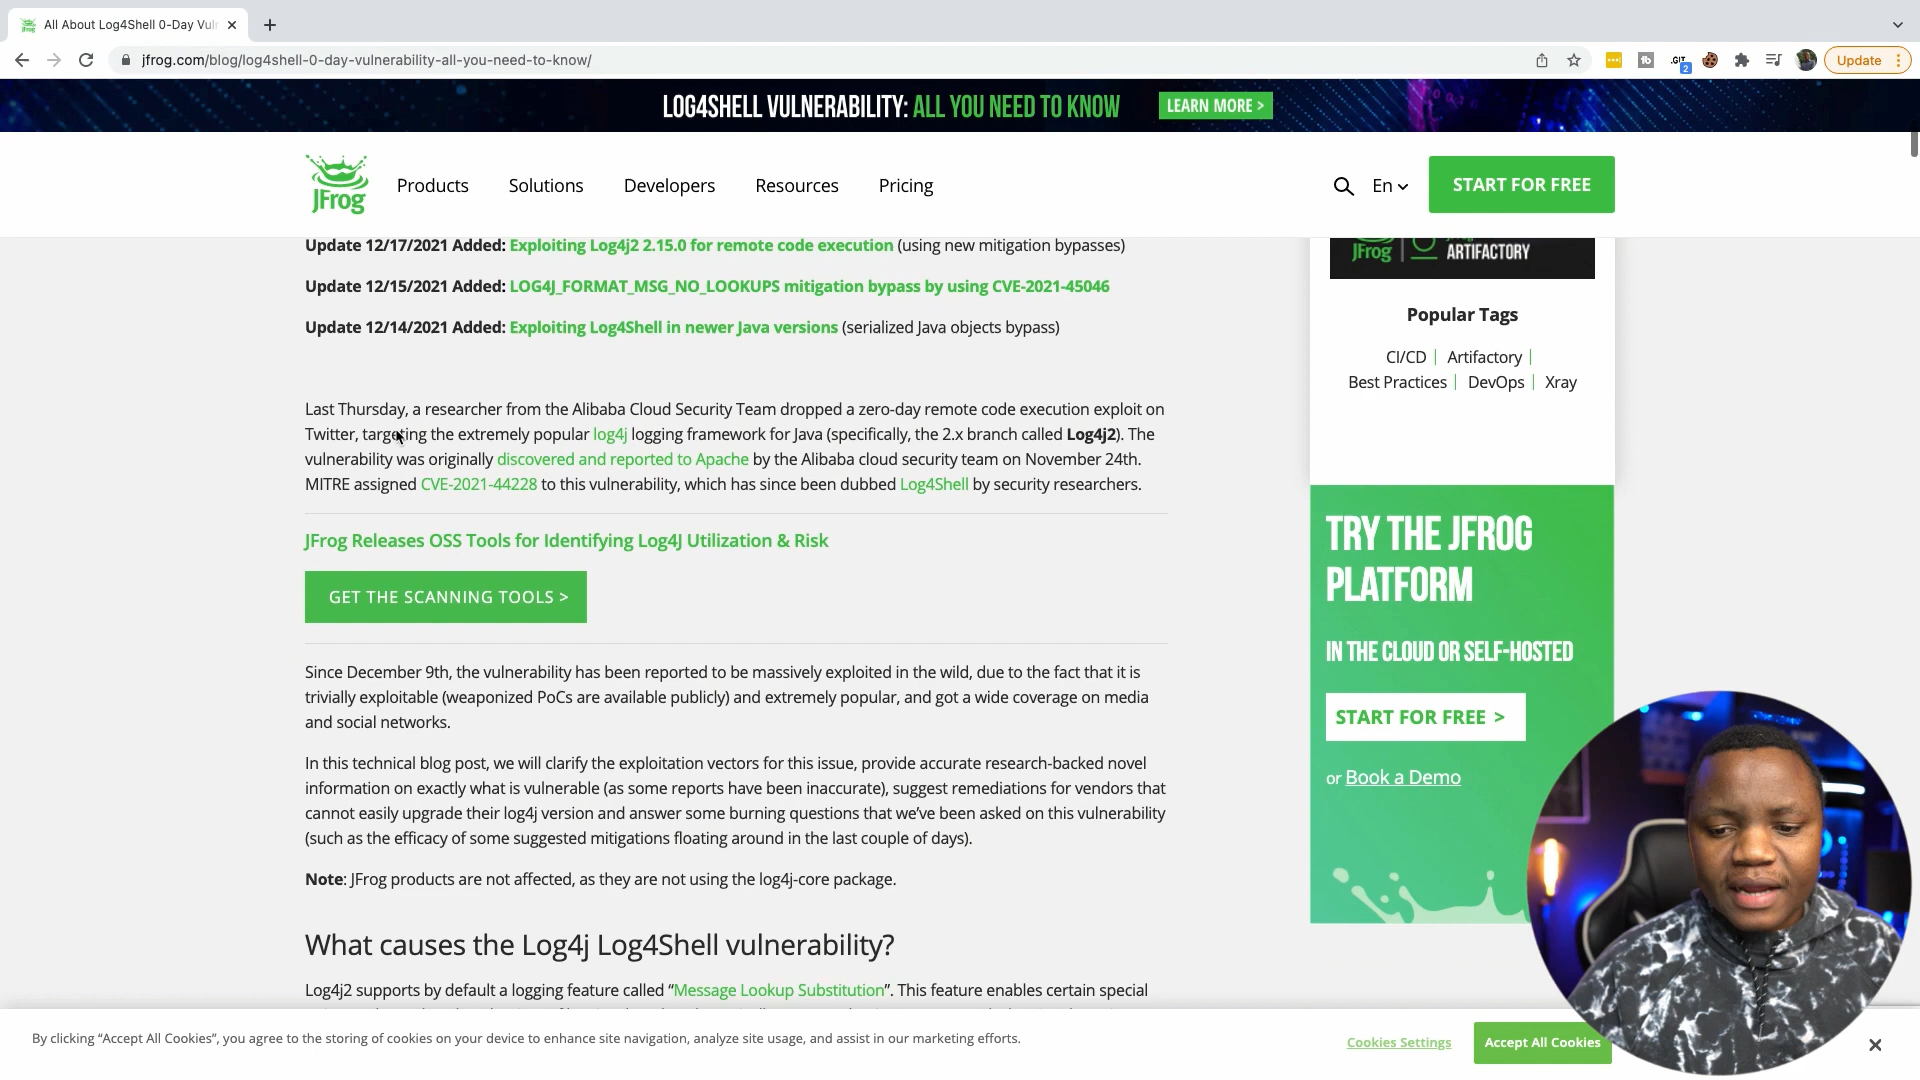 All About Log4Shell 0-Day Vul
jfrog.com/blog/log4shell-0-day-vulnerability-all-you-need-to-know/
.GIT
2
Update
LOG4SHELL VULNERABILITY: ALL YOU NEED TO KNOW
LEARN MORE >
JFrog
Products
Solutions
Developers
Resources
Pricing
En
START FOR FREE
Update 12/17/2021 Added: Exploiting Log4j2 2.15.0 for remote code execution (using new mitigation bypasses)
Update 12/15/2021 Added: LOG4J_FORMAT_MSG_NO_LOOKUPS mitigation bypass by using CVE-2021-45046
Update 12/14/2021 Added: Exploiting Log4Shell in newer Java versions (serialized Java objects bypass)
Last Thursday, a researcher from the Alibaba Cloud Security Team dropped a zero-day remote code execution exploit on
Twitter, targeting the extremely popular log4j logging framework for Java (specifically, the 2.x branch called Log4j2). The
vulnerability was originally discovered and reported to Apache by the Alibaba cloud security team on November 24th.
MITRE assigned CVE-2021-44228 to this vulnerability, which has since been dubbed Log4Shell by security researchers.
JFrog Releases OSS Tools for Identifying Log4J Utilization & Risk
GET THE SCANNING TOOLS >
Since December 9th, the vulnerability has been reported to be massively exploited in the wild, due to the fact that it is
trivially exploitable (weaponized PoCs are available publicly) and extremely popular, and got a wide coverage on media
and social networks.
In this technical blog post, we will clarify the exploitation vectors for this issue, provide accurate research-backed novel
information on exactly what is vulnerable (as some reports have been inaccurate), suggest remediations for vendors that
cannot easily upgrade their log4j version and answer some burning questions that we've been asked on this vulnerability
(such as the efficacy of some suggested mitigations floating around in the last couple of days).
Note: JFrog products are not affected, as they are not using the log4j-core package.
What causes the Log4j Log4Shell vulnerability?
Log4j2 supports by default a logging feature called “Message Lookup Substitution”. This feature enables certain special
JFrog
ARTIFACTORY
Popular Tags
CI/CD | Artifactory |
Best Practices | DevOps | Xray
TRY THE JFROG
PLATFORM
IN THE CLOUD OR SELF-HOSTED
START FOR FREE >
or Book a Demo
By clicking “Accept All Cookies”, you agree to the storing of cookies on your device to enhance site navigation, analyze site usage, and assist in our marketing efforts.
Cookies Settings
Accept All Cookies